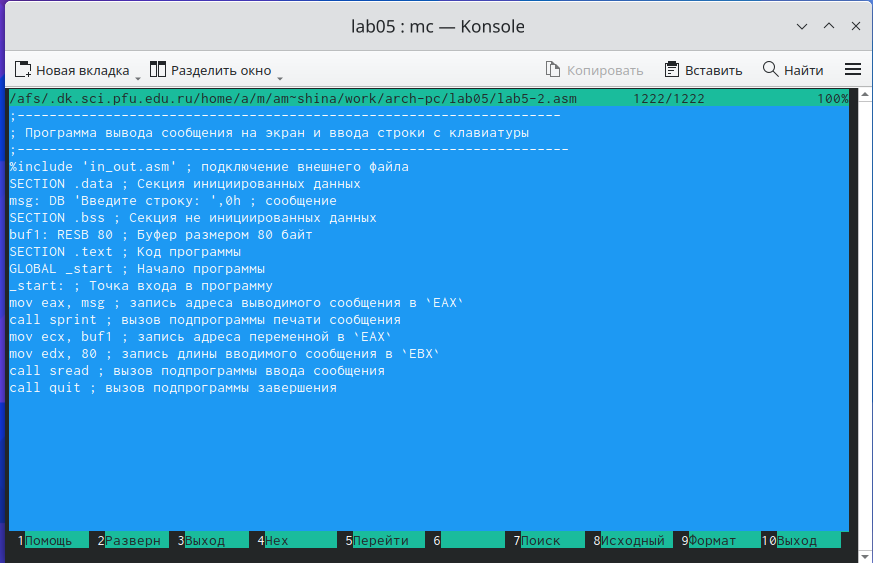 lab05 : mc — Konsole
Новая вкладка Разделить окно Копировать Вставить Найти
/afs/.dk.sci.pfu.edu.ru/home/a/m/am~shina/work/arch-pc/lab05/lab5-2.asm 1222/1222 100%
;--------------------------------------------------------------------
; Программа вывода сообщения на экран и ввода строки с клавиатуры
;---------------------------------------------------------------------
%include 'in_out.asm' ; подключение внешнего файла
SECTION .data ; Секция инициированных данных
msg: DB 'Введите строку: ',0h ; сообщение
SECTION .bss ; Секция не инициированных данных
buf1: RESB 80 ; Буфер размером 80 байт
SECTION .text ; Код программы
GLOBAL _start ; Начало программы
_start: ; Точка входа в программу
mov eax, msg ; запись адреса выводимого сообщения в `EAX`
call sprint ; вызов подпрограммы печати сообщения
mov ecx, buf1 ; запись адреса переменной в `EAX`
mov edx, 80 ; запись длины вводимого сообщения в `EBX`
call sread ; вызов подпрограммы ввода сообщения
call quit ; вызов подпрограммы завершения
1Помощь 2Разверн 3Выход 4Hex 5Перейти 6 7Поиск 8Исходный 9Формат 10Выход